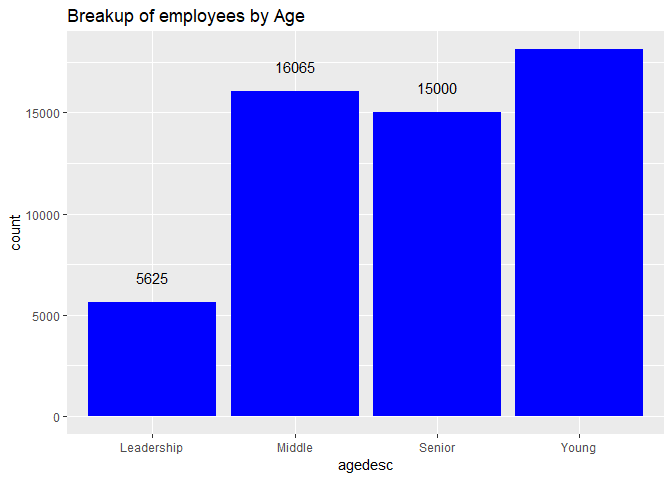 Breakup of employees by Age
16065
15000
5625
count
15000
10000
5000
0
Leadership Middle Senior Young
agedesc